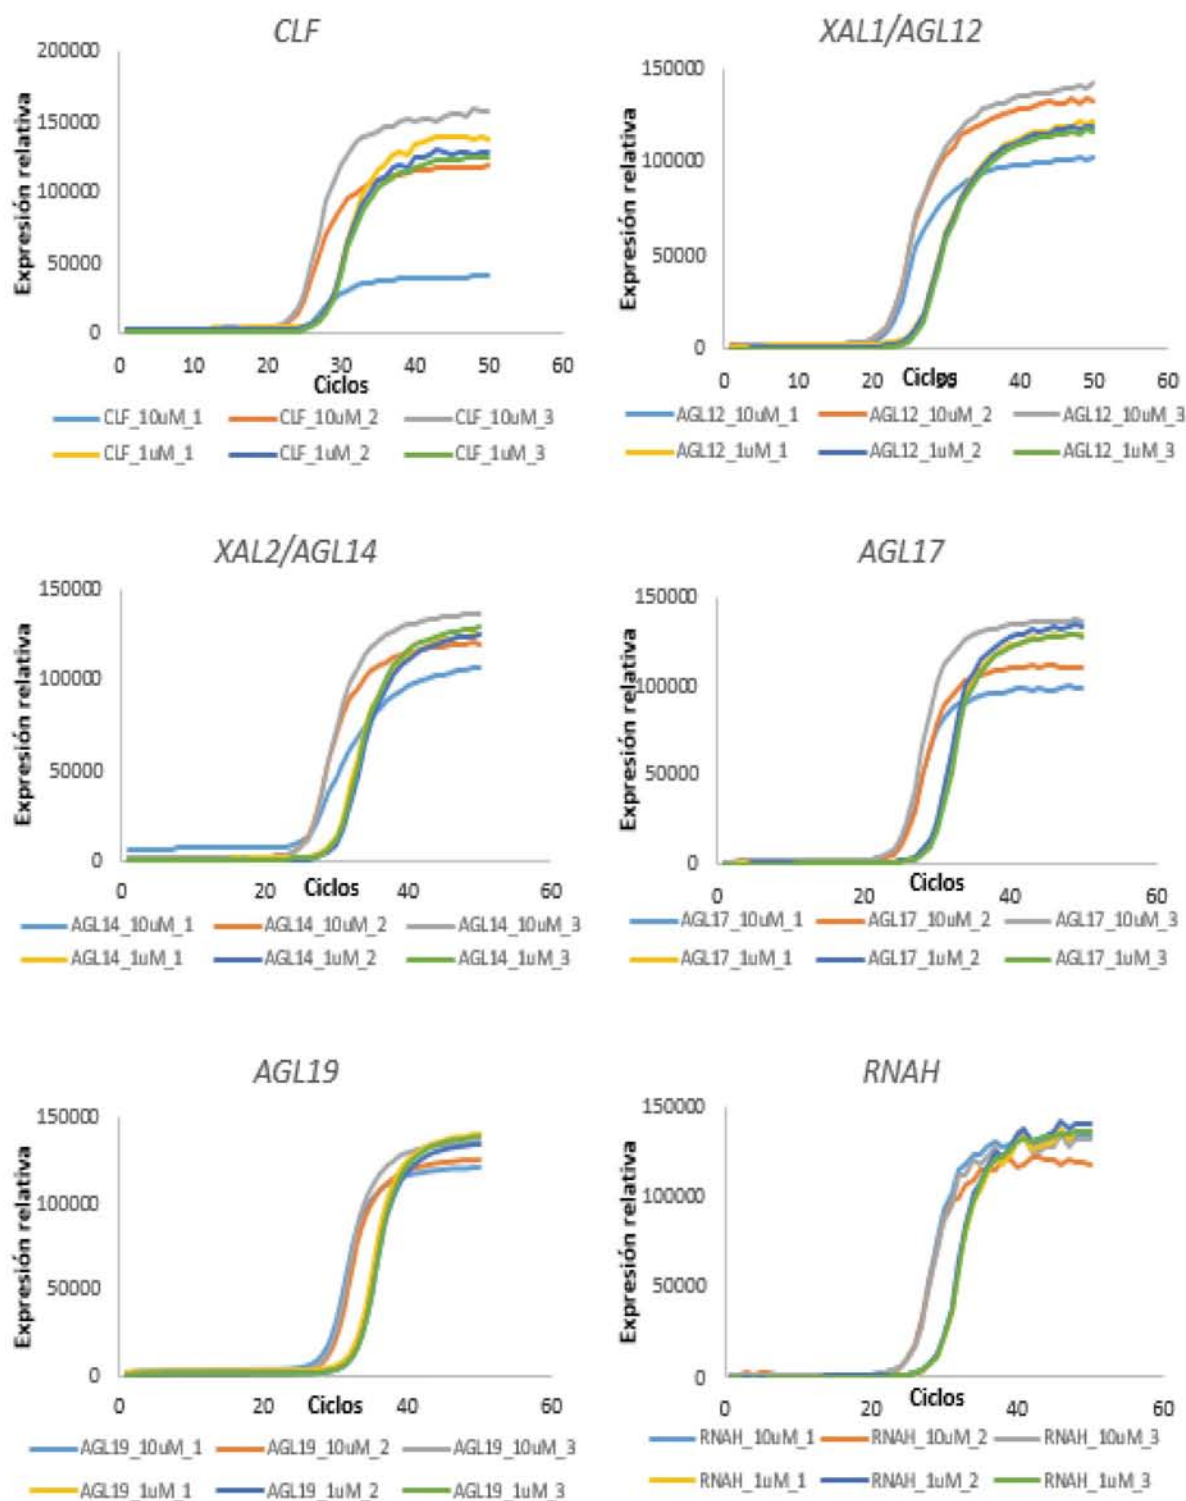 CLF
Expresión relativa
200000
150000
100000
50000
0
0 10 20 30 40 50 60
Ciclos
CLF_10uM_1 CLF_10uM_2 CLF_10uM_3
CLF_1uM_1 CLF_1uM_2 CLF_1uM_3
XAL1/AGL12
Expresión relativa
150000
100000
50000
0
0 10 20 30 40 50 60
Ciclos
AGL12_10uM_1 AGL12_10uM_2 AGL12_10uM_3
AGL12_1uM_1 AGL12_1uM_2 AGL12_1uM_3
XAL2/AGL14
Expresión relativa
150000
100000
50000
0
0 20 40 60
Ciclos
AGL14_10uM_1 AGL14_10uM_2 AGL14_10uM_3
AGL14_1uM_1 AGL14_1uM_2 AGL14_1uM_3
AGL17
Expresión relativa
150000
100000
50000
0
0 20 40 60
Ciclos
AGL17_10uM_1 AGL17_10uM_2 AGL17_10uM_3
AGL17_1uM_1 AGL17_1uM_2 AGL17_1uM_3
AGL19
Expresión relativa
150000
100000
50000
0
0 20 40 60
Ciclos
AGL19_10uM_1 AGL19_10uM_2 AGL19_10uM_3
AGL19_1uM_1 AGL19_1uM_2 AGL19_1uM_3
RNAH
Expresión relativa
150000
100000
50000
0
0 20 40 60
Ciclos
RNAH_10uM_1 RNAH_10uM_2 RNAH_10uM_3
RNAH_1uM_1 RNAH_1uM_2 RNAH_1uM_3